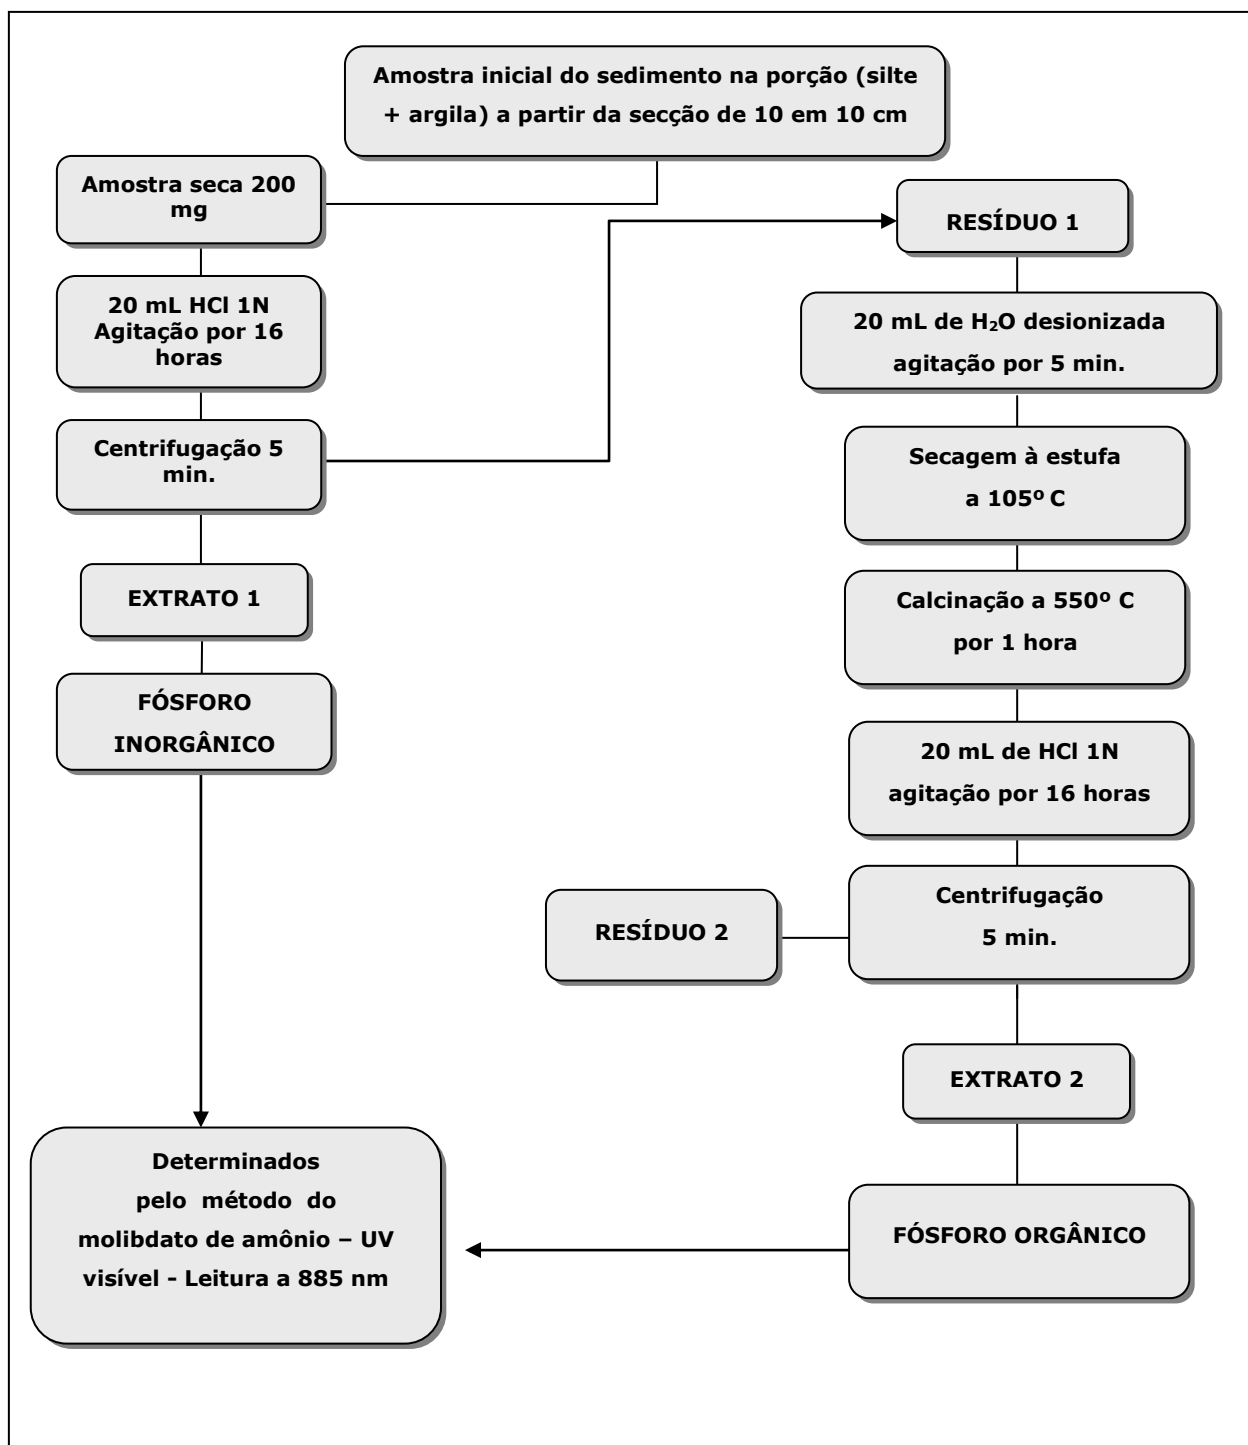 Amostra inicial do sedimento na porção (silte
+ argila) a partir da secção de 10 em 10 cm
Amostra seca 200
mg
20 mL HCl 1N
Agitação por 16
horas
Centrifugação 5
min.
EXTRATO 1
FÓSFORO
INORGÂNICO
RESÍDUO 1
20 mL de H₂O desionizada
agitação por 5 min.
Secagem à estufa
a 105º C
Calcinação a 550º C
por 1 hora
20 mL de HCl 1N
agitação por 16 horas
Centrifugação
5 min.
RESÍDUO 2
EXTRATO 2
FÓSFORO ORGÂNICO
Determinados
pelo método do
molibdato de amônio – UV
visível - Leitura a 885 nm